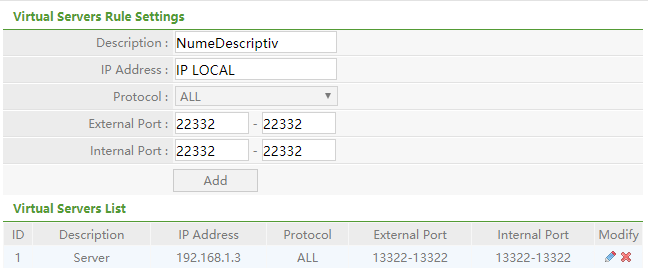 Virtual Servers Rule Settings
Description : NumeDescriptiv
IP Address : IP LOCAL
Protocol : ALL
External Port : 22332 - 22332
Internal Port : 22332 - 22332
Add
Virtual Servers List
ID Description IP Address Protocol External Port Internal Port Modify
1 Server 192.168.1.3 ALL 13322-13322 13322-13322